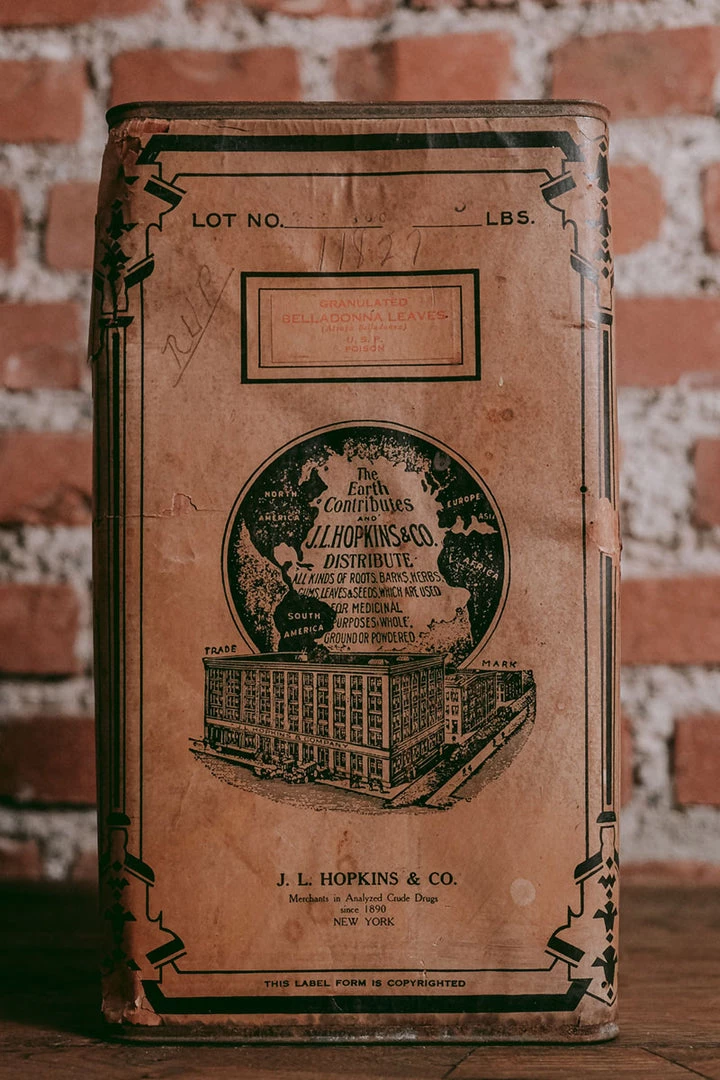 LOT NO. LBS.
11827
GRANULATED
BELLADONNA LEAVES
(Atropa Belladonna)
U. S. P.
POISON
The
Earth
Contributes
AND
J.L. HOPKINS & CO.
DISTRIBUTE
ALL KINDS OF ROOTS, BARKS, HERBS,
GUMS, LEAVES & SEEDS, WHICH ARE USED
FOR MEDICINAL
PURPOSES, WHOLE,
GROUND OR POWDERED.
NORTH
AMERICA
EUROPE
ASIA
AFRICA
SOUTH
AMERICA
TRADE MARK
HOPKINS & COMPANY
J. L. HOPKINS & CO.
Merchants in Analyzed Crude Drugs
since 1890
NEW YORK
THIS LABEL FORM IS COPYRIGHTED